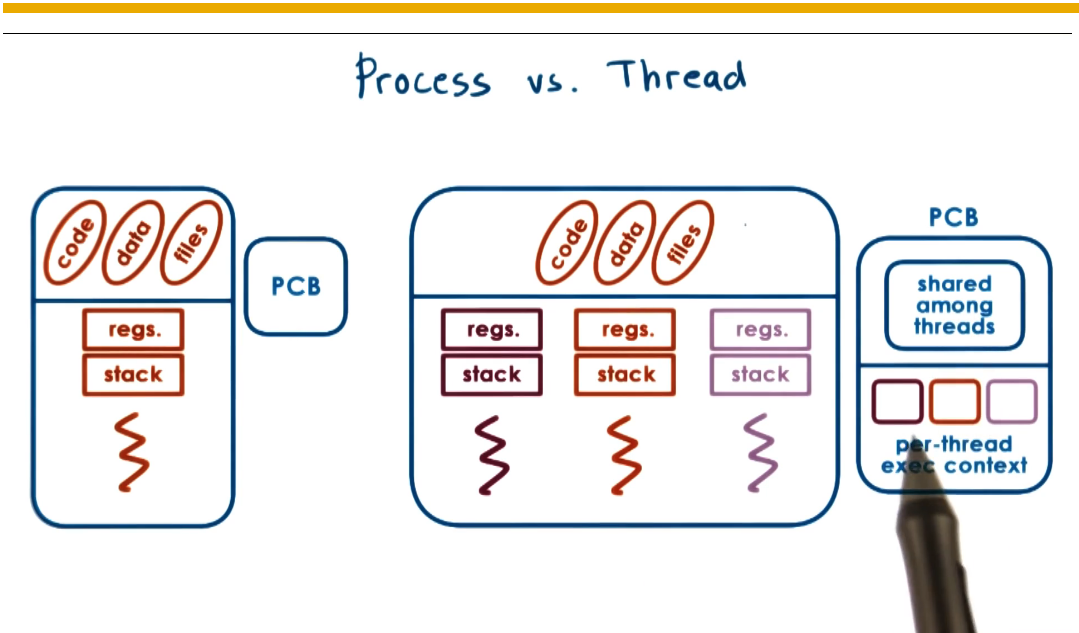 Process vs. Thread
code data files
PCB
regs.
stack
code data files
regs. regs. regs.
stack stack stack
PCB
shared
among
threads
per-thread
exec context